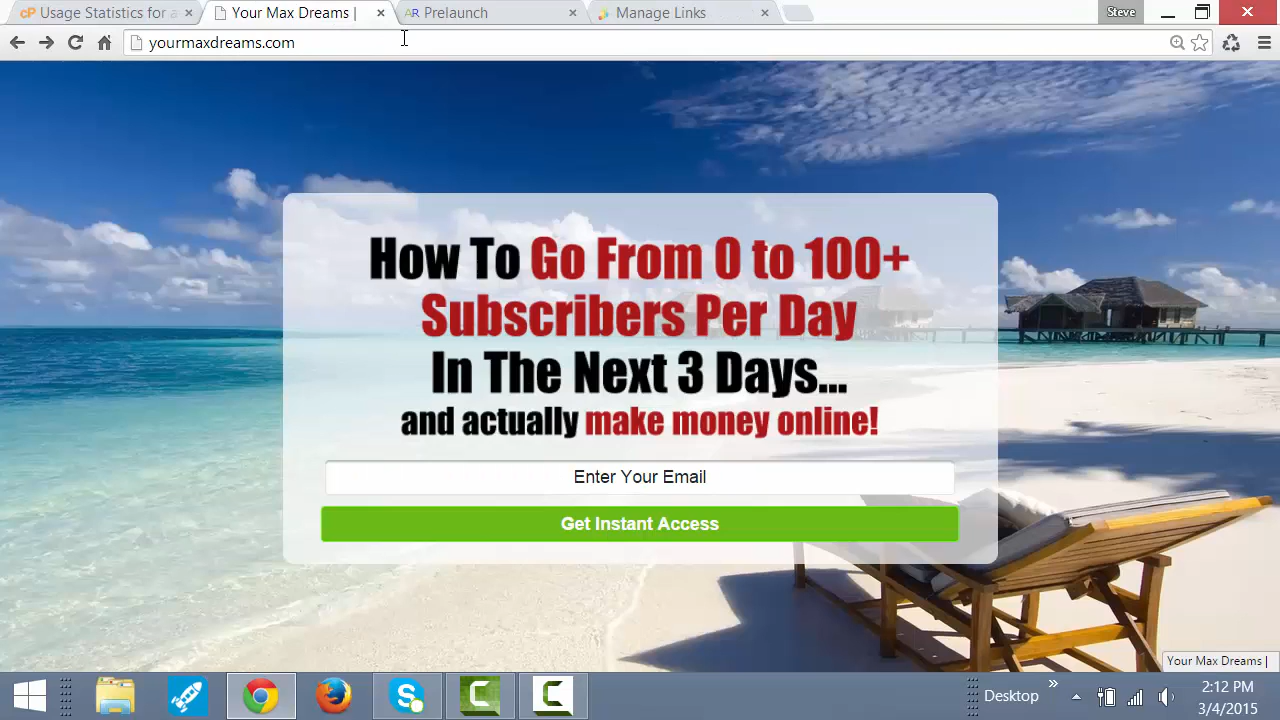 cP Usage Statistics for a
Your Max Dreams |
AR Prelaunch
Manage Links
Steve
yourmaxdreams.com
How To Go From 0 to 100+
Subscribers Per Day
In The Next 3 Days...
and actually make money online!
Enter Your Email
Get Instant Access
Your Max Dreams |
Desktop
2:12 PM
3/4/2015